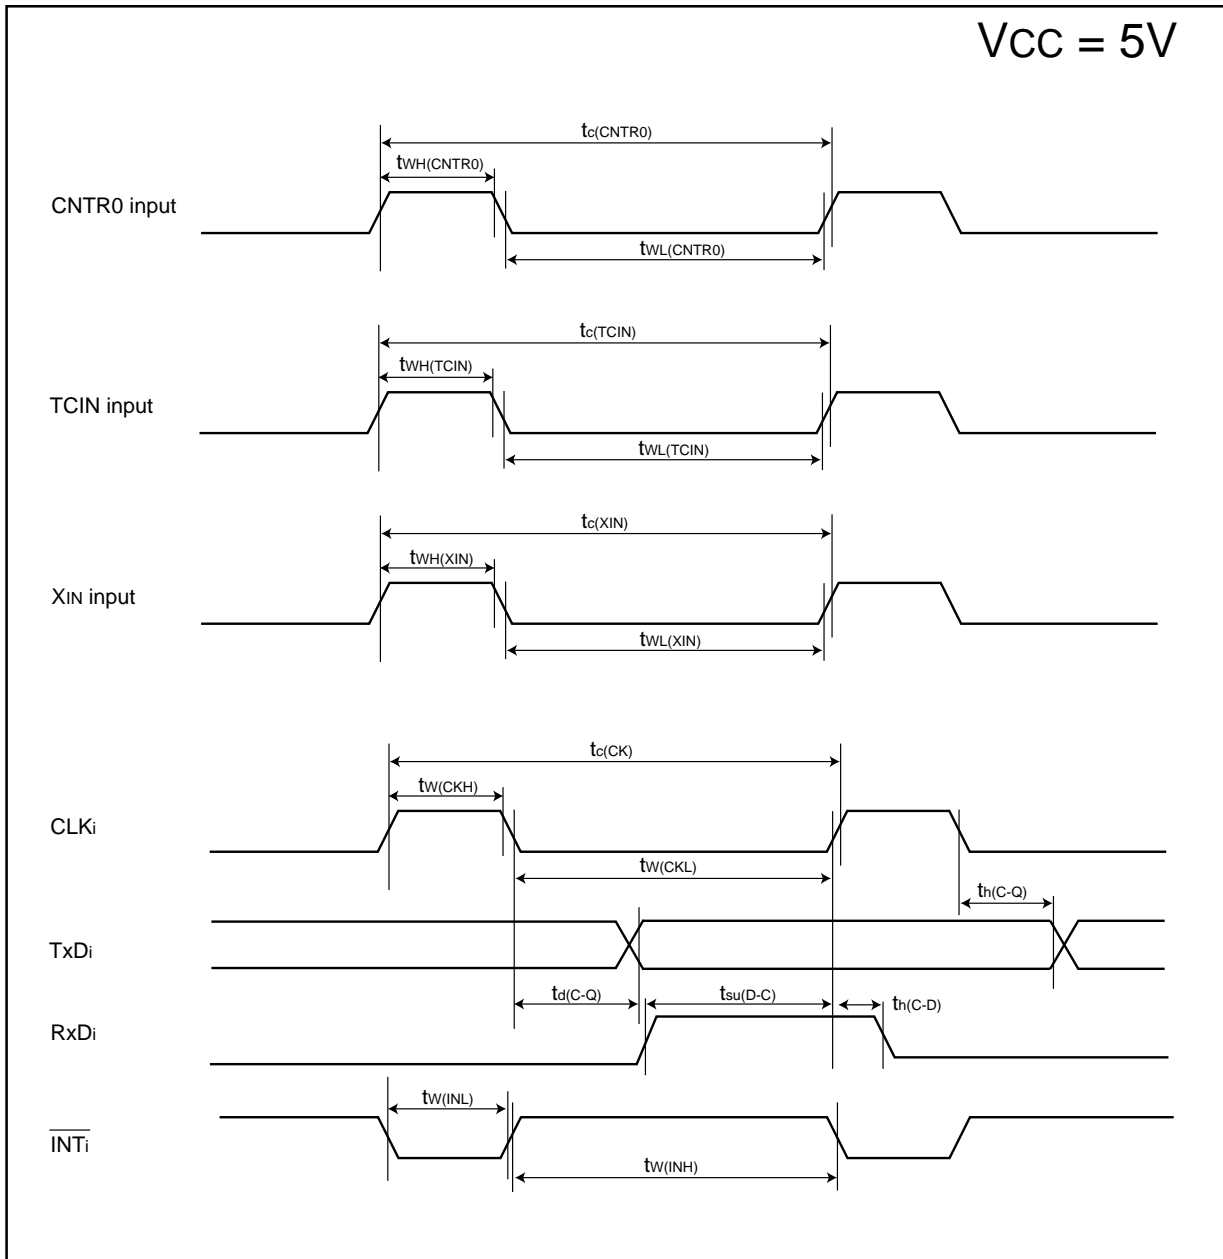 VCC = 5V
tc(CNTR0)
tWH(CNTR0)
CNTR0 input
tWL(CNTR0)
tc(TCIN)
tWH(TCIN)
TCIN input
tWL(TCIN)
tc(XIN)
tWH(XIN)
XIN input
tWL(XIN)
tc(CK)
tW(CKH)
CLKi
tW(CKL)
th(C-Q)
TxDi
td(C-Q)
tsu(D-C)
th(C-D)
RxDi
tW(INL)
INTi
tW(INH)